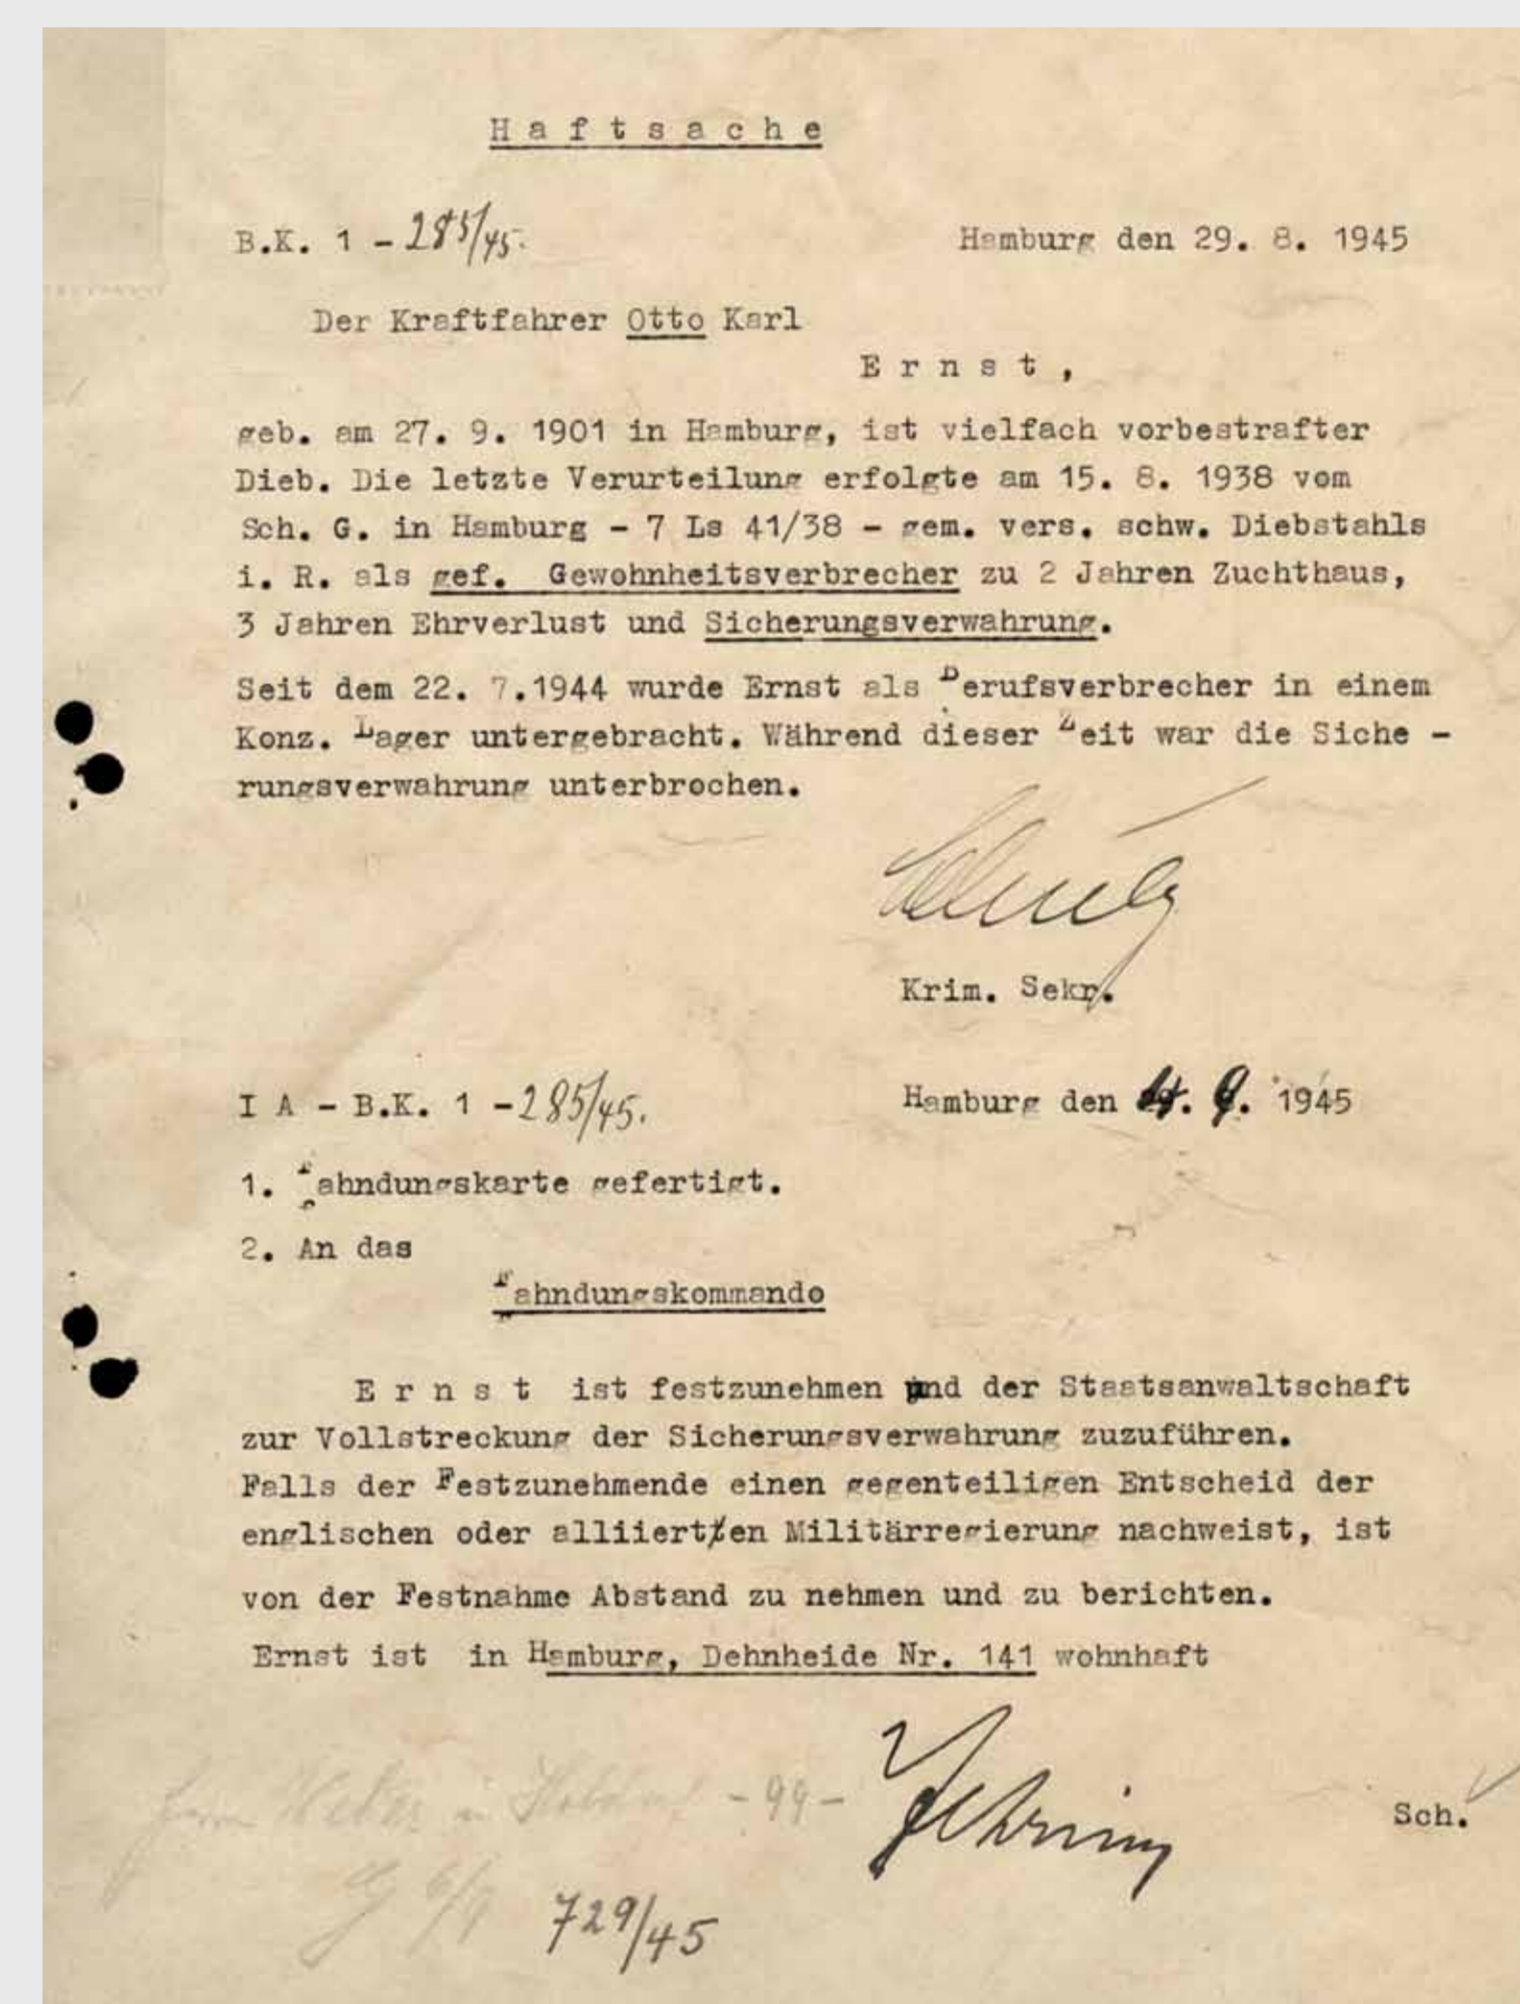 Haftsache
B.K. 1 - 285/45.
Hamburg den 29. 8. 1945
Der Kraftfahrer Otto Karl
Ernst,
geb. am 27. 9. 1901 in Hamburg, ist vielfach vorbestrafter
Dieb. Die letzte Verurteilung erfolgte am 15. 8. 1938 vom
Sch. G. in Hamburg - 7 Ls 41/38 - gem. vers. schw. Diebstahls
i. R. als gef. Gewohnheitsverbrecher zu 2 Jahren Zuchthaus,
3 Jahren Ehrverlust und Sicherungsverwahrung.
Seit dem 22. 7.1944 wurde Ernst als Berufsverbrecher in einem
Konz. Lager untergebracht. Während dieser Zeit war die Siche -
rungsverwahrung unterbrochen.
Krim. Sekr.
I A - B.K. 1 - 285/45.
Hamburg den 4. 9. 1945
1. Fahndungskarte gefertigt.
2. An das
Fahndungskommando
Ernst ist festzunehmen und der Staatsanwaltschaft
zur Vollstreckung der Sicherungsverwahrung zuzuführen.
Falls der Festzunehmende einen gegenteiligen Entscheid der
englischen oder alliierten Militärregierung nachweist, ist
von der Festnahme Abstand zu nehmen und zu berichten.
Ernst ist in Hamburg, Dehnheide Nr. 141 wohnhaft
- 99 -
Sch.
729/45